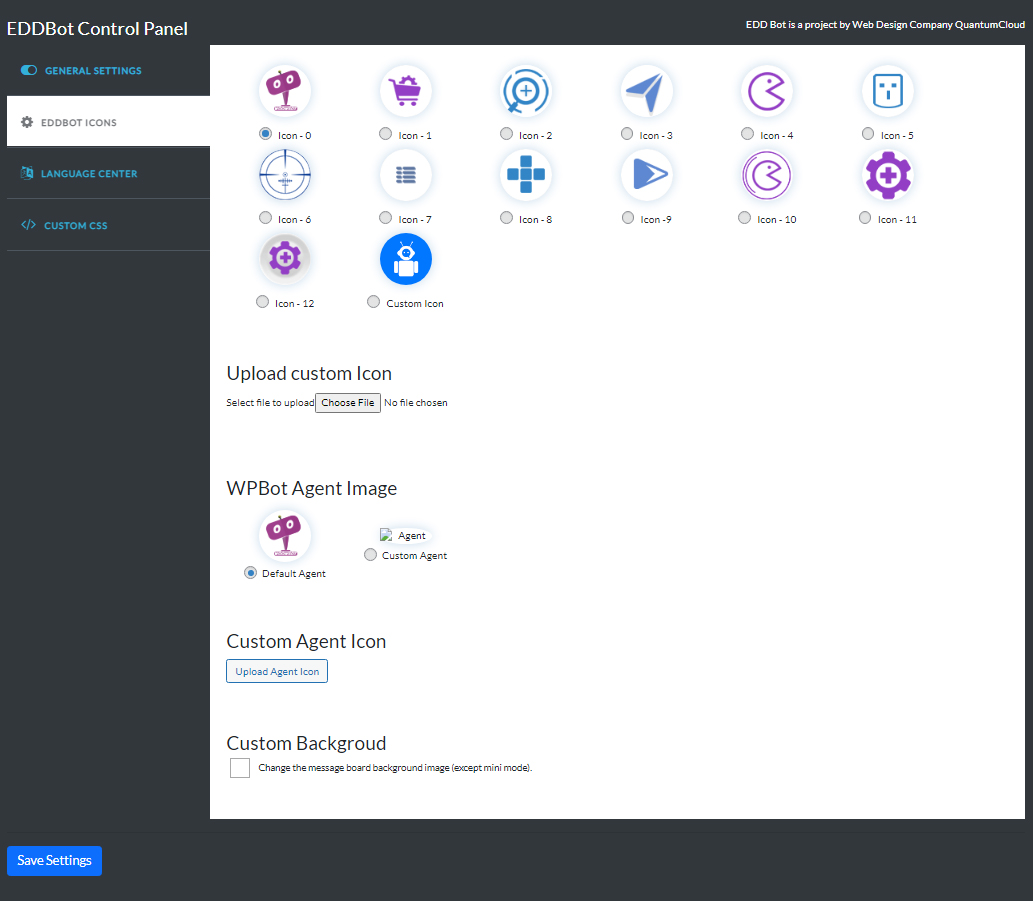 EDDBot Control Panel
EDD Bot is a project by Web Design Company QuantumCloud
GENERAL SETTINGS
EDDBOT ICONS
LANGUAGE CENTER
CUSTOM CSS
Icon - 0 Icon - 1 Icon - 2 Icon - 3 Icon - 4 Icon - 5
Icon - 6 Icon - 7 Icon - 8 Icon -9 Icon - 10 Icon - 11
Icon - 12 Custom Icon
Upload custom Icon
Select file to upload Choose File No file chosen
WPBot Agent Image
Agent
Custom Agent
Default Agent
Custom Agent Icon
Upload Agent Icon
Custom Backgroud
Change the message board background image (except mini mode).
Save Settings